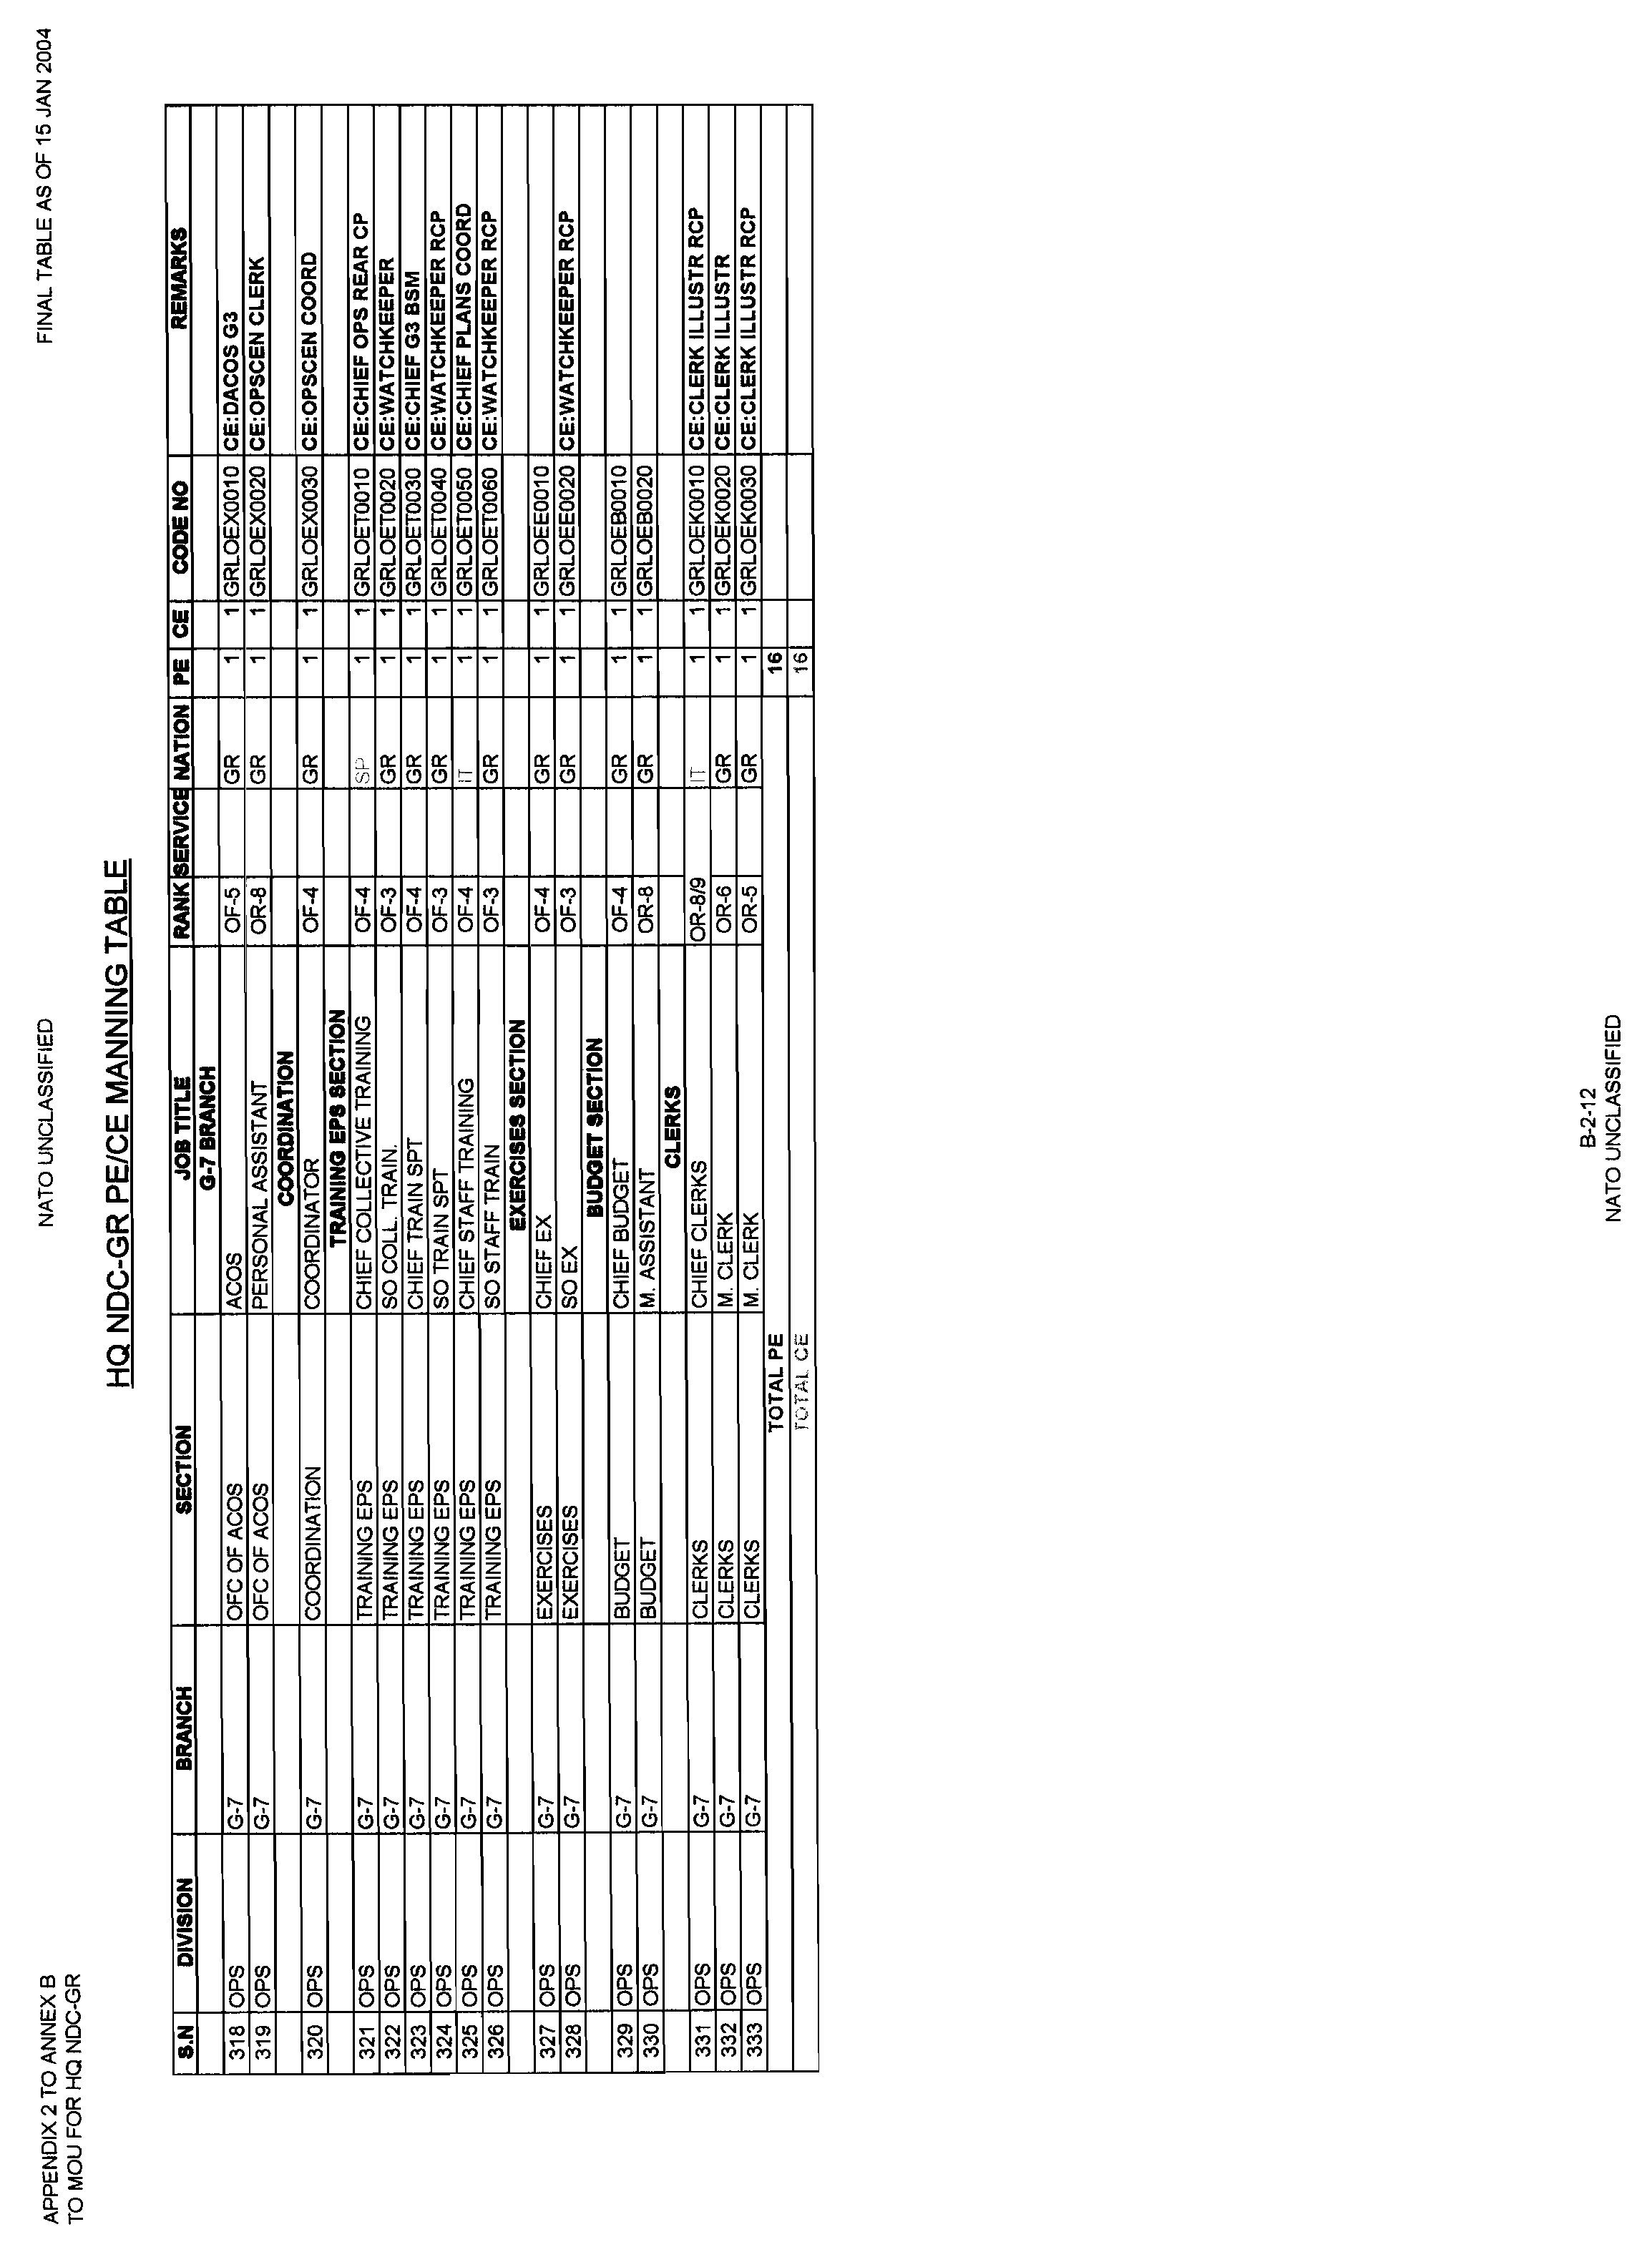 APPENDIX 2 TO ANNEX B NATO UNCLASSIFIED FINAL TABLE AS OF 15 JAN 2004
TO MOU FOR HQ NDC-GR
HQ NDC-GR PE/CE MANNING TABLE
S.N DIVISION BRANCH SECTION JOB TITLE RANK SERVICE NATION PE CE CODE NO REMARKS
G-7 BRANCH
318 OPS G-7 OFC OF ACOS ACOS OF-5 GR 1 1 GRLOEX0010 CE:DACOS G3
319 OPS G-7 OFC OF ACOS PERSONAL ASSISTANT OR-8 GR 1 1 GRLOEX0020 CE:OPSCEN CLERK
COORDINATION
320 OPS G-7 COORDINATION COORDINATOR OF-4 GR 1 1 GRLOEX0030 CE:OPSCEN COORD
TRAINING EPS SECTION
321 OPS G-7 TRAINING EPS CHIEF COLLECTIVE TRAINING OF-4 SP 1 1 GRLOET0010 CE:CHIEF OPS REAR CP
322 OPS G-7 TRAINING EPS SO COLL. TRAIN. OF-3 GR 1 1 GRLOET0020 CE:WATCHKEEPER
323 OPS G-7 TRAINING EPS CHIEF TRAIN SPT OF-4 GR 1 1 GRLOET0030 CE:CHIEF G3 BSM
324 OPS G-7 TRAINING EPS SO TRAIN SPT OF-3 GR 1 1 GRLOET0040 CE:WATCHKEEPER RCP
325 OPS G-7 TRAINING EPS CHIEF STAFF TRAINING OF-4 IT 1 1 GRLOET0050 CE:CHIEF PLANS COORD
326 OPS G-7 TRAINING EPS SO STAFF TRAIN OF-3 GR 1 1 GRLOET0060 CE:WATCHKEEPER RCP
EXERCISES SECTION
327 OPS G-7 EXERCISES CHIEF EX OF-4 GR 1 1 GRLOEE0010
328 OPS G-7 EXERCISES SO EX OF-3 GR 1 1 GRLOEE0020 CE:WATCHKEEPER RCP
BUDGET SECTION
329 OPS G-7 BUDGET CHIEF BUDGET OF-4 GR 1 1 GRLOEB0010
330 OPS G-7 BUDGET M. ASSISTANT OR-8 GR 1 1 GRLOEB0020
CLERKS
331 OPS G-7 CLERKS CHIEF CLERKS OR-8/9 IT 1 1 GRLOEK0010 CE:CLERK ILLUSTR RCP
332 OPS G-7 CLERKS M. CLERK OR-6 GR 1 1 GRLOEK0020 CE:CLERK ILLUSTR
333 OPS G-7 CLERKS M. CLERK OR-5 GR 1 1 GRLOEK0030 CE:CLERK ILLUSTR RCP
TOTAL PE 16
TOTAL CE 16
B-2-12
NATO UNCLASSIFIED